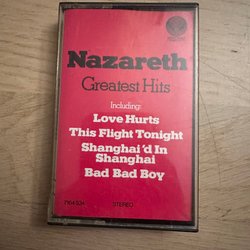 Nazareth
Greatest Hits
Including:
Love Hurts
This Flight Tonight
Shanghai'd In
Shanghai
Bad Bad Boy
STEREO